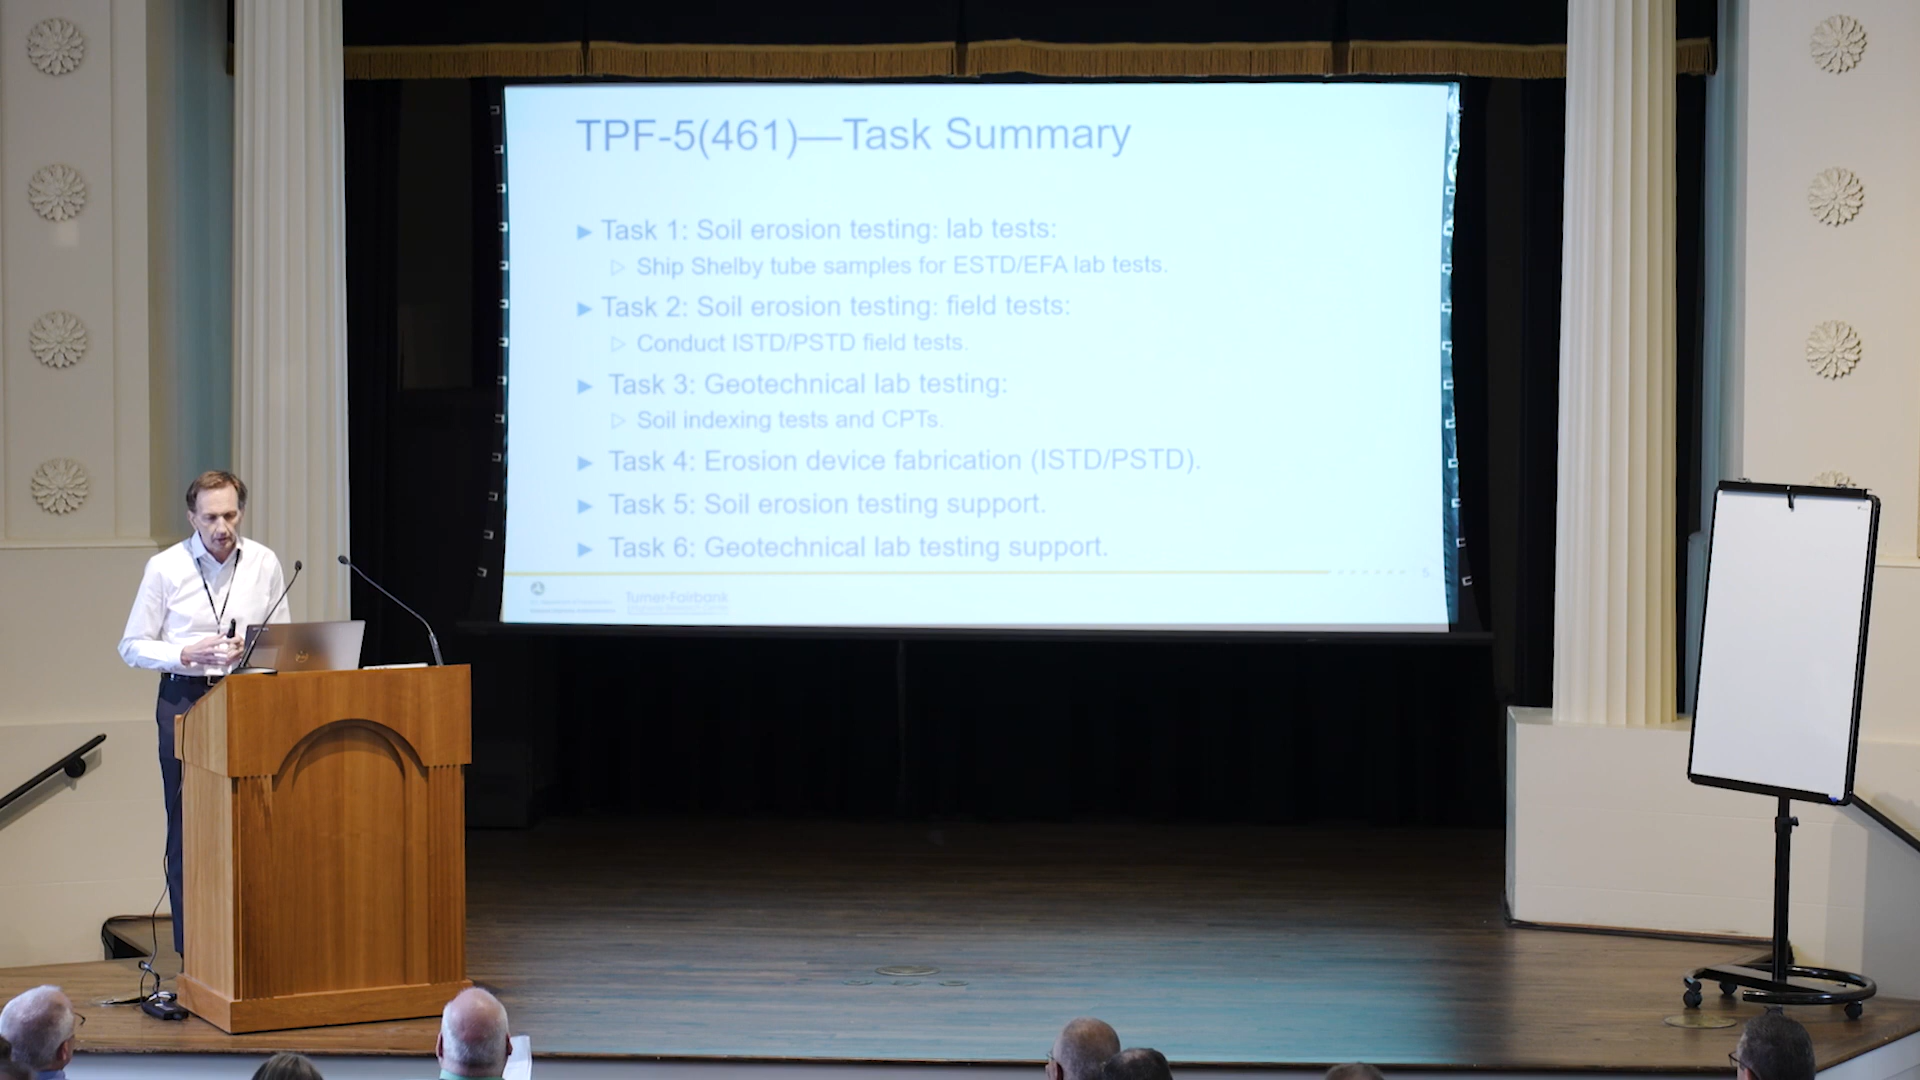 TPF-5(461)—Task Summary
► Task 1: Soil erosion testing: lab tests:
▷ Ship Shelby tube samples for ESTD/EFA lab tests.
► Task 2: Soil erosion testing: field tests:
▷ Conduct ISTD/PSTD field tests.
► Task 3: Geotechnical lab testing:
▷ Soil indexing tests and CPTs.
► Task 4: Erosion device fabrication (ISTD/PSTD).
► Task 5: Soil erosion testing support.
► Task 6: Geotechnical lab testing support.
5
Turner-Fairbank